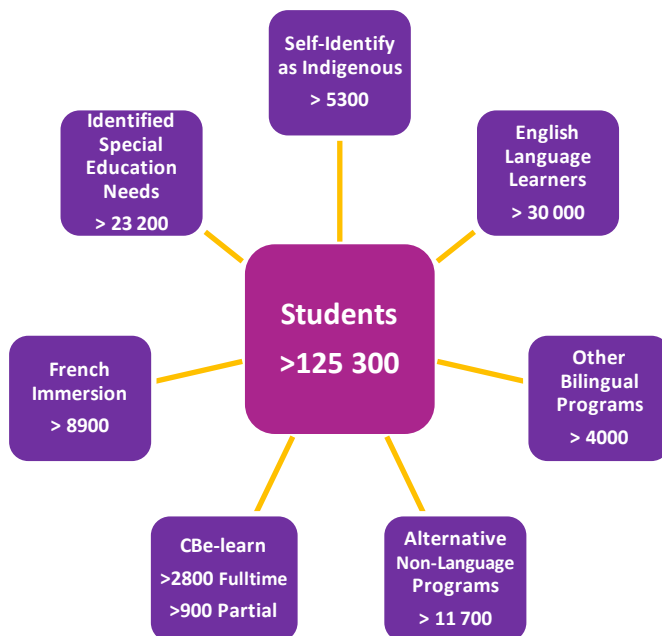 Self-Identify
as Indigenous
> 5300
Identified
Special
Education
Needs
> 23 200
English
Language
Learners
> 30 000
Students
>125 300
French
Immersion
> 8900
Other
Bilingual
Programs
> 4000
CBe-learn
>2800 Fulltime
>900 Partial
Alternative
Non-Language
Programs
> 11 700